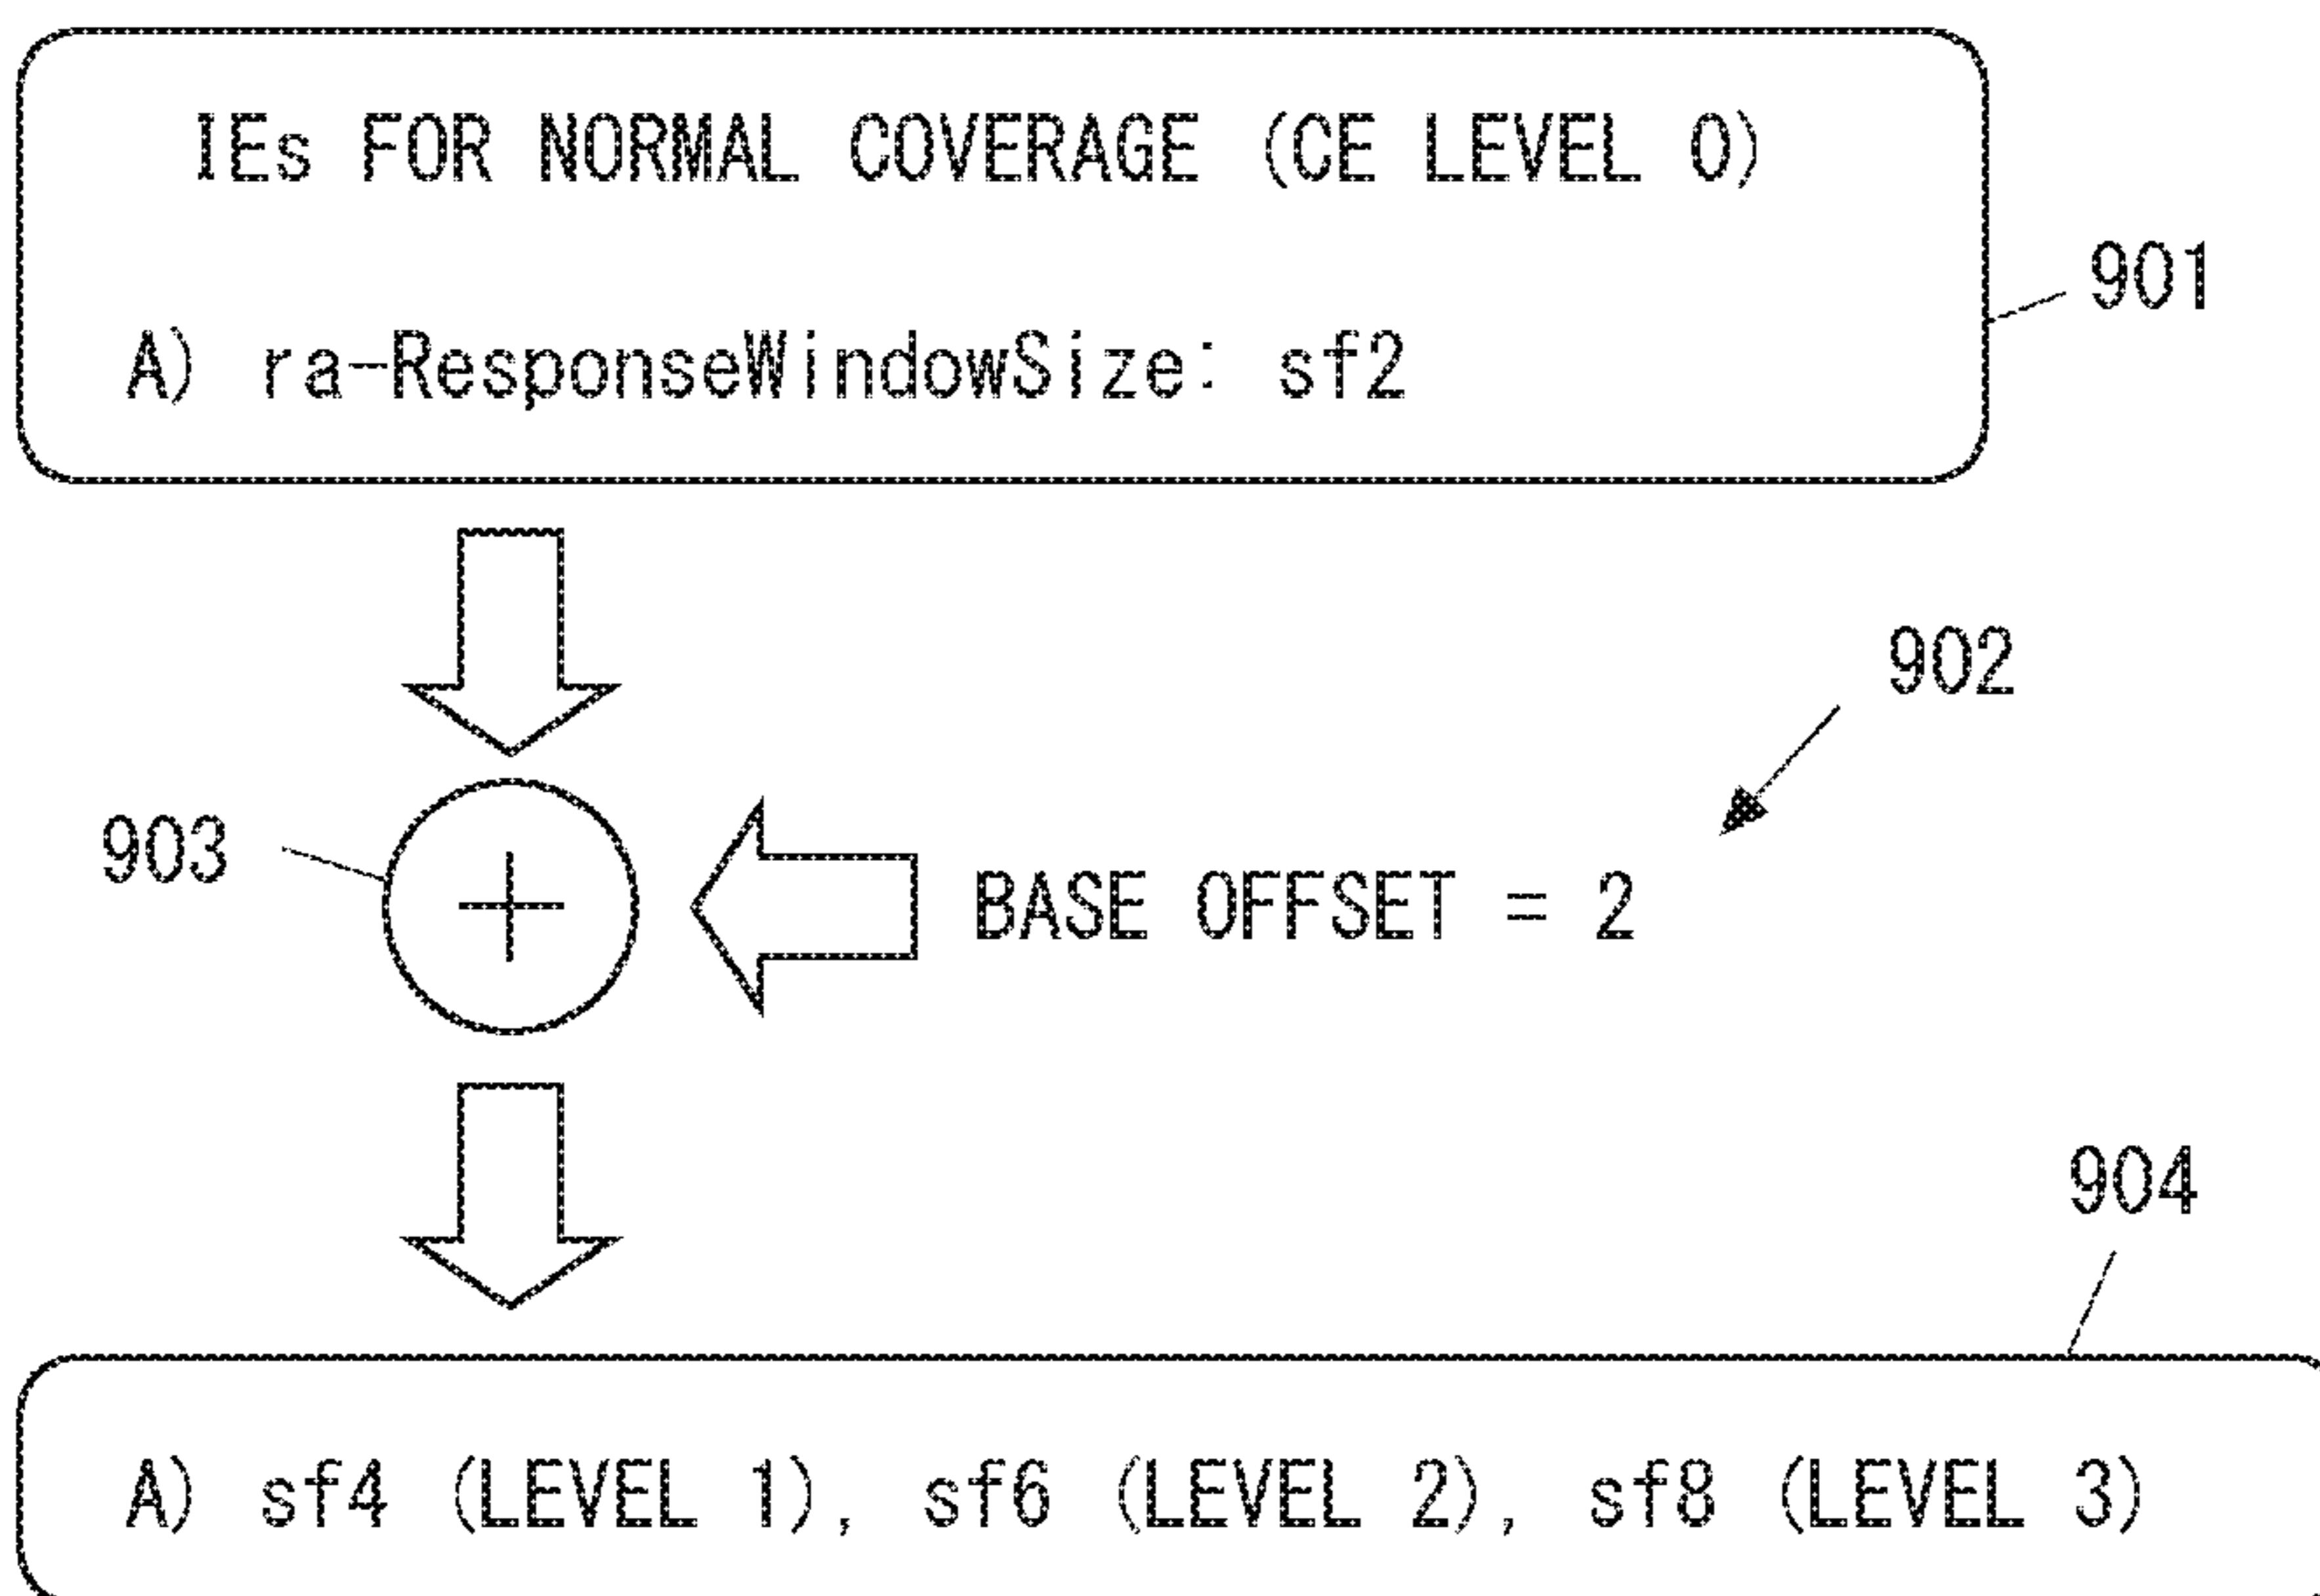 IEs FOR NORMAL COVERAGE (CE LEVEL 0)
A) ra-ResponseWindowSize: sf2
901
902
903
BASE OFFSET = 2
904
A) sf4 (LEVEL 1), sf6 (LEVEL 2), sf8 (LEVEL 3)